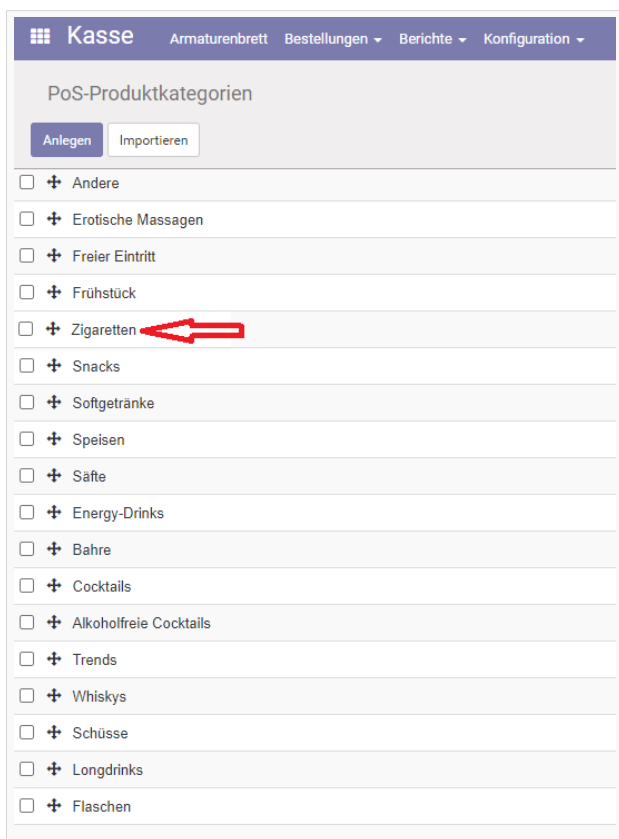 Kasse Armaturenbrett Bestellungen Berichte Konfiguration
PoS-Produktkategorien
Anlegen Importieren
Andere
Erotische Massagen
Freier Eintritt
Frühstück
Zigaretten
Snacks
Softgetränke
Speisen
Säfte
Energy-Drinks
Bahre
Cocktails
Alkoholfreie Cocktails
Trends
Whiskys
Schüsse
Longdrinks
Flaschen